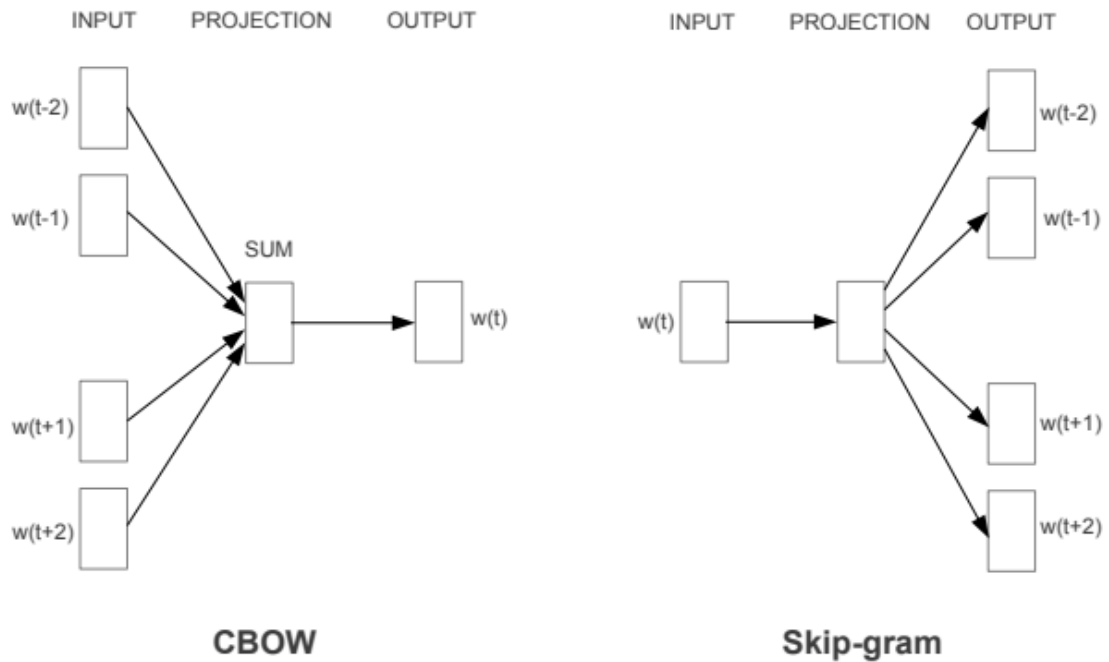 INPUT PROJECTION OUTPUT
w(t-2)
w(t-1)
SUM
w(t)
w(t+1)
w(t+2)
CBOW
INPUT PROJECTION OUTPUT
w(t-2)
w(t-1)
w(t)
w(t+1)
w(t+2)
Skip-gram